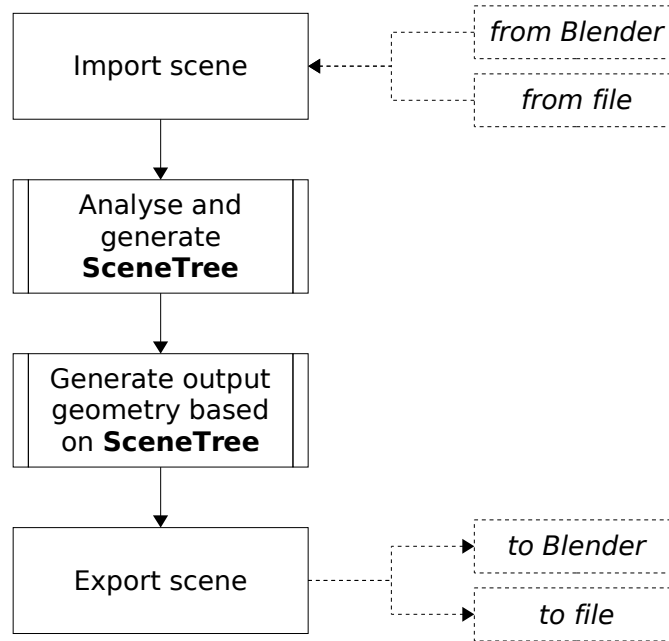 Import scene
from Blender
from file
Analyse and
generate
SceneTree
Generate output
geometry based
on SceneTree
Export scene
to Blender
to file